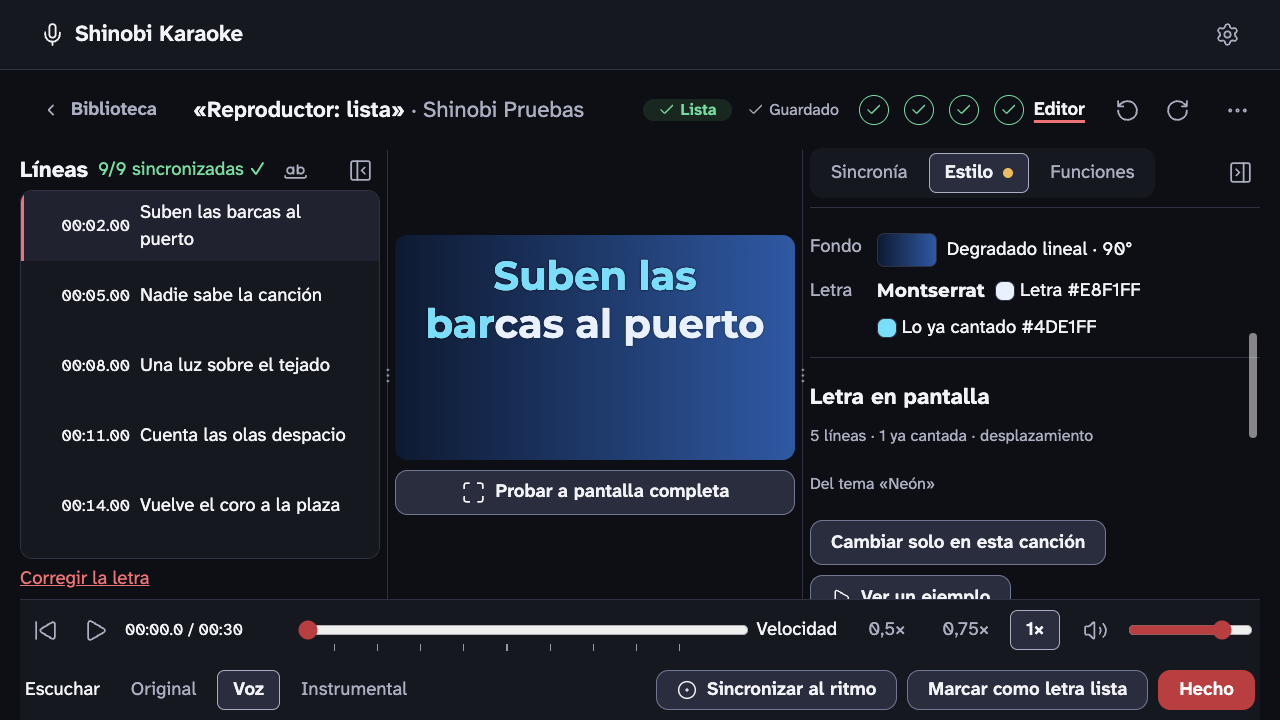 Shinobi Karaoke
Biblioteca
«Reproductor: lista» · Shinobi Pruebas
Lista
Guardado
Editor
Líneas 9/9 sincronizadas
ab
00:02.00 Suben las barcas al
puerto
00:05.00 Nadie sabe la canción
00:08.00 Una luz sobre el tejado
00:11.00 Cuenta las olas despacio
00:14.00 Vuelve el coro a la plaza
Corregir la letra
Suben las
barcas al puerto
Probar a pantalla completa
Sincronía
Estilo
Funciones
Fondo Degradado lineal · 90°
Letra Montserrat Letra #E8F1FF
Lo ya cantado #4DE1FF
Letra en pantalla
5 líneas · 1 ya cantada · desplazamiento
Del tema «Neón»
Cambiar solo en esta canción
Ver un ejemplo
00:00.0 / 00:30
Velocidad 0,5× 0,75× 1×
Escuchar Original Voz Instrumental
Sincronizar al ritmo
Marcar como letra lista
Hecho